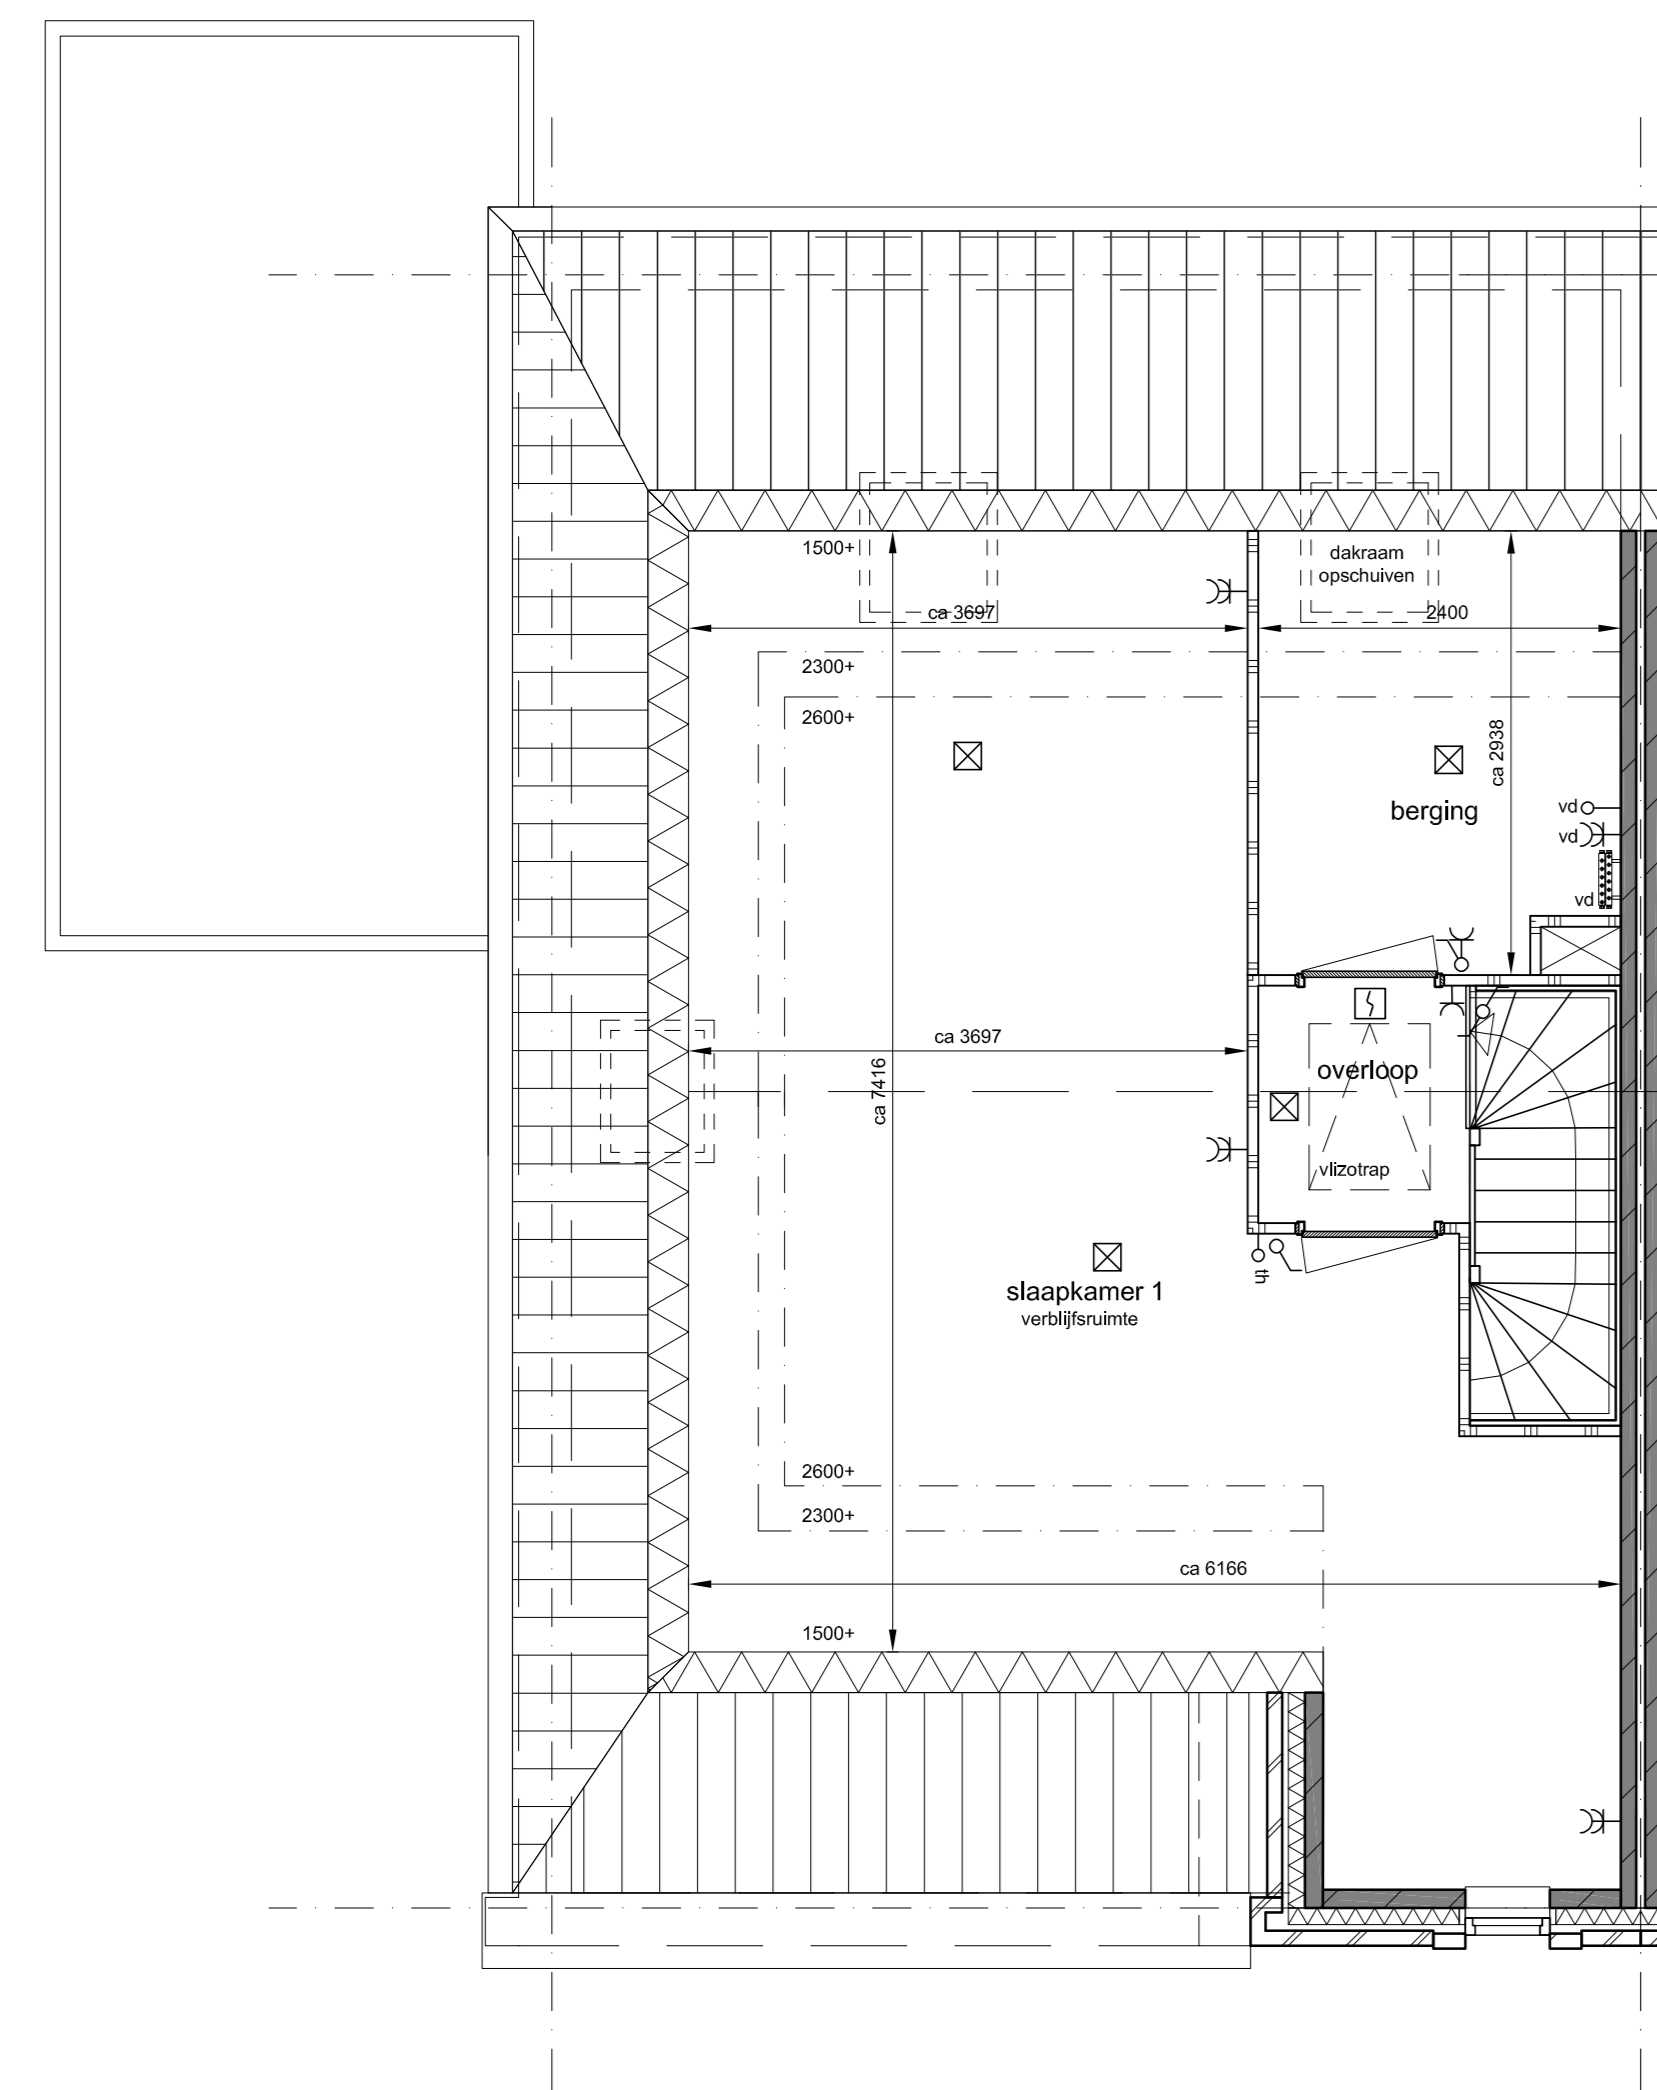 1500+
dakraam
opschuiven
ca 3697
2400
2300+
2600+
ca 2938
berging
vd
vd
vd
ca 3697
ca 7416
overloop
vlizotrap
th
slaapkamer 1
verblijfsruimte
2600+
2300+
ca 6166
1500+